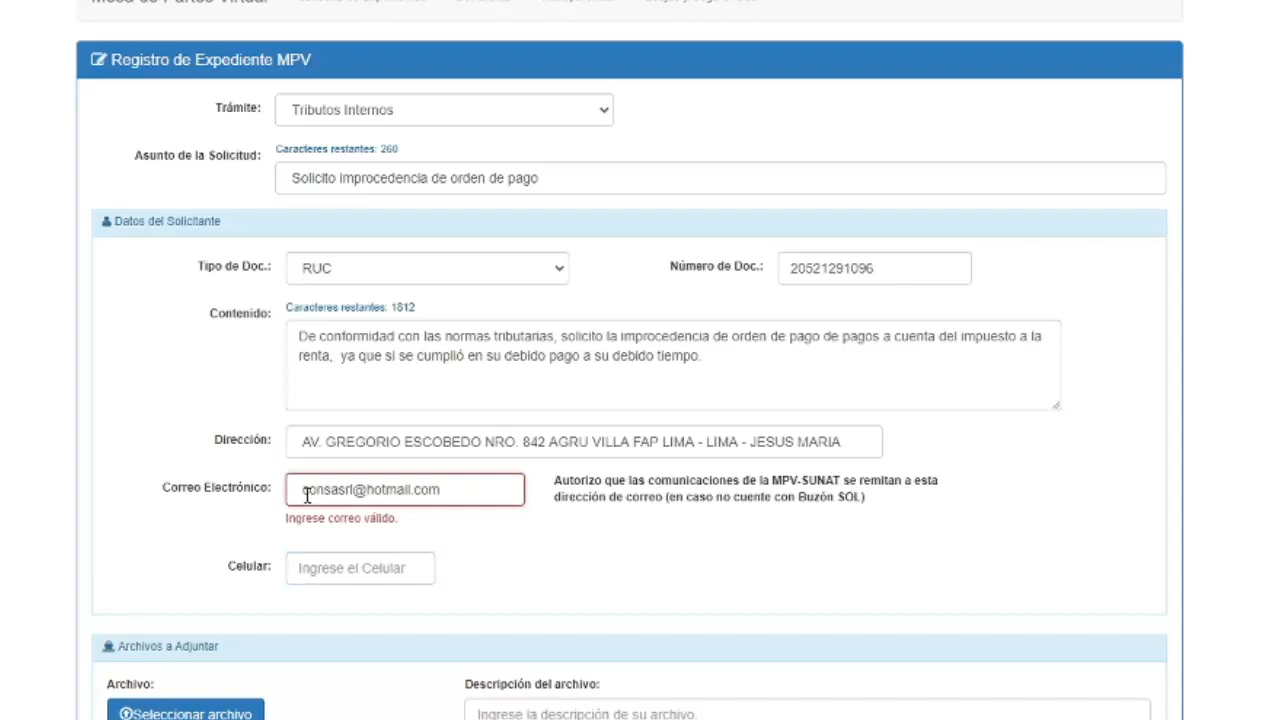 Mesa de Partes Virtual
Registro de Expediente MPV
Trámite:
Tributos Internos
Asunto de la Solicitud:
Caracteres restantes: 260
Solicito improcedencia de orden de pago
Datos del Solicitante
Tipo de Doc.:
RUC
Número de Doc.:
20521291096
Contenido:
Caracteres restantes: 1812
De conformidad con las normas tributarias, solicito la improcedencia de orden de pago de pagos a cuenta del impuesto a la
renta, ya que si se cumplió en su debido pago a su debido tiempo.
Dirección:
AV. GREGORIO ESCOBEDO NRO. 842 AGRU VILLA FAP LIMA - LIMA - JESUS MARIA
Correo Electrónico:
consasrl@hotmail.com
Autorizo que las comunicaciones de la MPV-SUNAT se remitan a esta
dirección de correo (en caso no cuente con Buzón SOL)
Ingrese correo válido.
Celular:
Ingrese el Celular
Archivos a Adjuntar
Archivo:
Descripción del archivo:
Seleccionar archivo
Ingrese la descripción de su archivo.